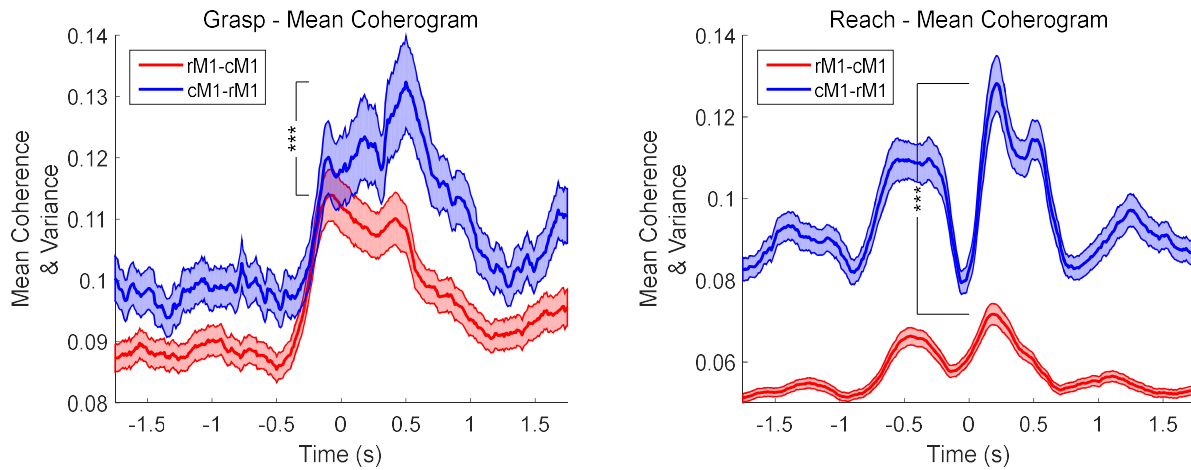 Grasp - Mean Coherogram
rM1-cM1
cM1-rM1
***
Mean Coherence
& Variance
0.14
0.13
0.12
0.11
0.1
0.09
0.08
-1.5
-1
-0.5
0
0.5
1
1.5
Time (s)
Reach - Mean Coherogram
rM1-cM1
cM1-rM1
***
Mean Coherence
& Variance
0.14
0.12
0.1
0.08
0.06
-1.5
-1
-0.5
0
0.5
1
1.5
Time (s)